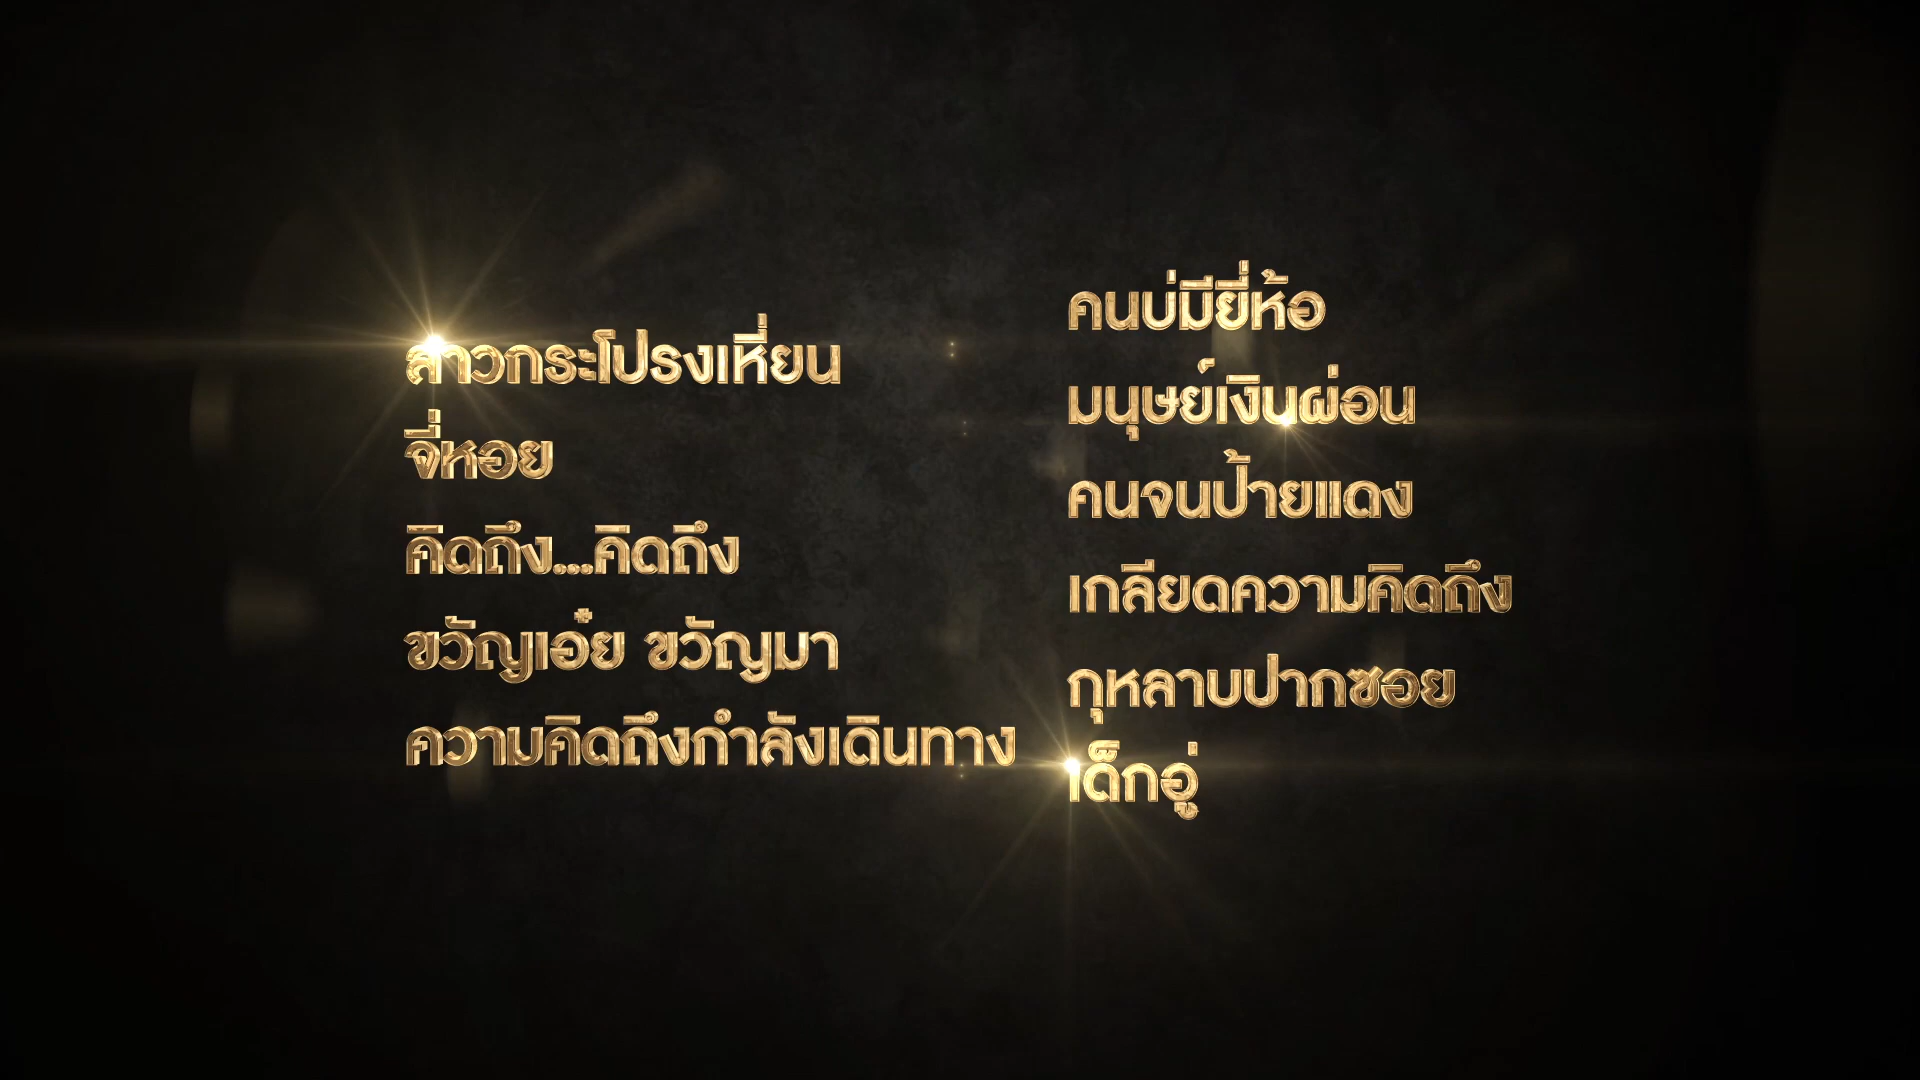 สาวกระโปรงเหี่ยน
จี่หอย
คิดถึง...คิดถึง
ขวัญเอ๋ย ขวัญมา
ความคิดถึงกำลังเดินทาง
คนบ่มียี่ห้อ
มนุษย์เงินผ่อน
คนจนป้ายแดง
เกลียดความคิดถึง
กุหลาบปากซอย
เด็กอู่